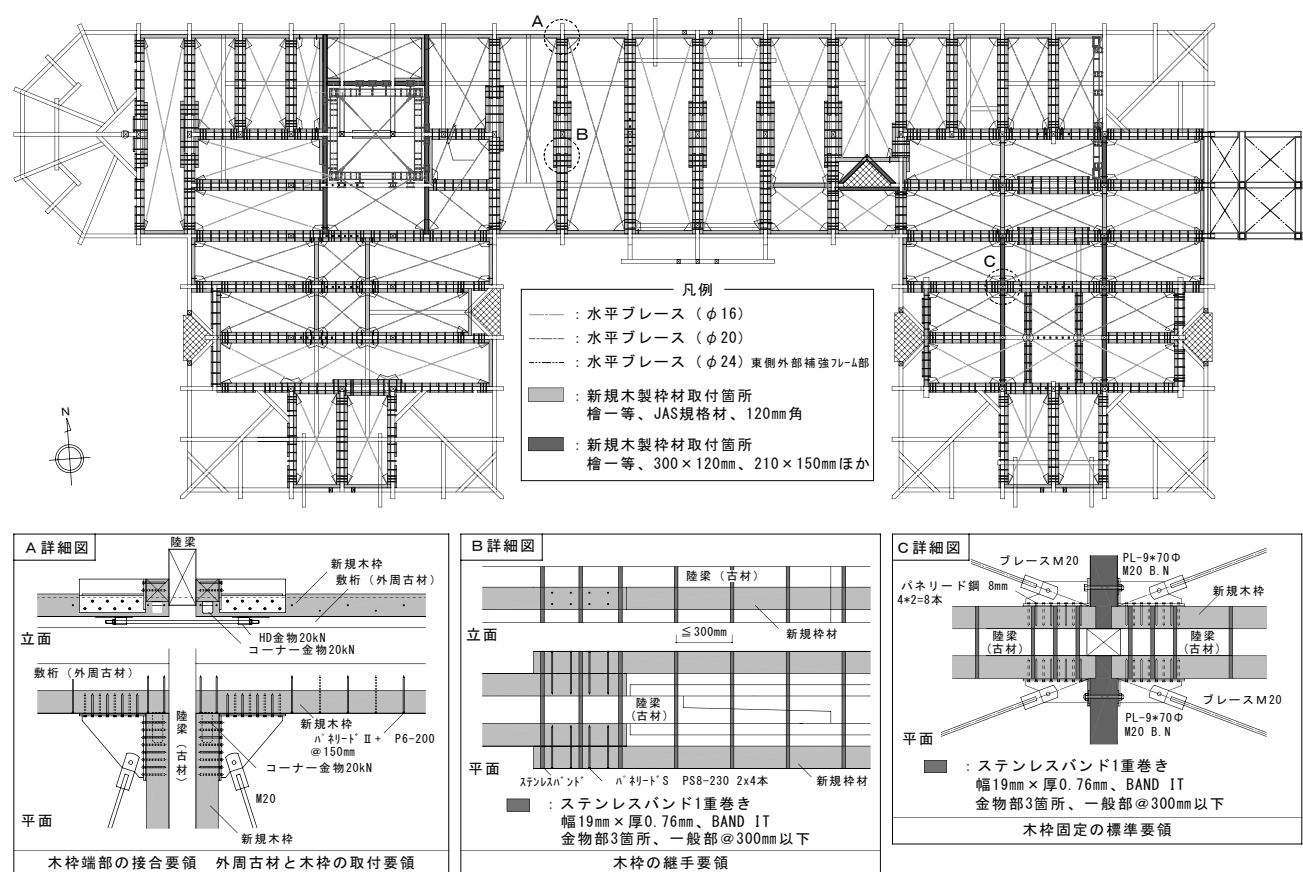 A
B
C
N
凡例
：水平ブレース（φ16）
：水平ブレース（φ20）
：水平ブレース（φ24）東側外部補強フレーム部
：新規木製枠材取付箇所
檜一等、JAS規格材、120mm角
：新規木製枠材取付箇所
檜一等、300×120mm、210×150mmほか
A詳細図
陸梁
新規木枠
敷桁（外周古材）
立面
HD金物20kN
コーナー金物20kN
敷桁（外周古材）
陸梁（古材）
新規木枠
パネリードⅡ+ P6-200
@150mm
コーナー金物20kN
M20
平面
新規木枠
木枠端部の接合要領 外周古材と木枠の取付要領
B詳細図
陸梁（古材）
立面
≦300mm
新規枠材
陸梁
（古材）
平面
ステンレスバンド
パネリードS PS8-230 2x4本
新規枠材
：ステンレスバンド1重巻き
幅19mm×厚0.76mm、BAND IT
金物部3箇所、一般部@300mm以下
木枠の継手要領
C詳細図
ブレースM20
PL-9*70Φ
M20 B.N
パネリード鋼 8mm
4*2=8本
新規木枠
陸梁
（古材）
陸梁
（古材）
ブレースM20
PL-9*70Φ
M20 B.N
平面
：ステンレスバンド1重巻き
幅19mm×厚0.76mm、BAND IT
金物部3箇所、一般部@300mm以下
木枠固定の標準要領